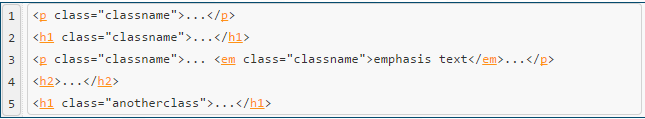 1 <p class="classname">...</p>
2 <h1 class="classname">...</h1>
3 <p class="classname">... <em class="classname">emphasis text</em>...</p>
4 <h2>...</h2>
5 <h1 class="anotherclass">...</h1>